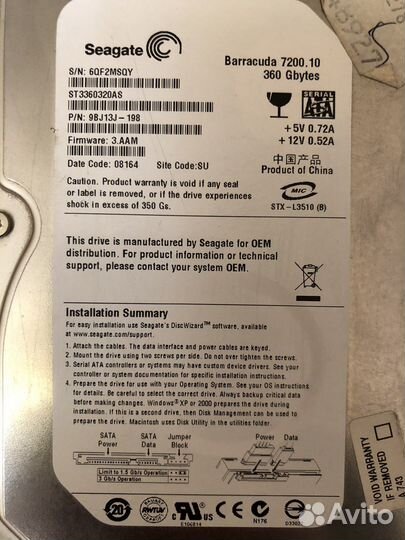 Seagate
Barracuda 7200.10
360 Gbytes
S/N: 6QF2MSQY
ST3360320AS
P/N: 9BJ13J-198
Firmware: 3.AAM
Date Code: 08164 Site Code:SU
SERIAL
ATA
+5V 0.72A
+12V 0.52A
中国产品
Product of China
Caution. Product warranty is void if any seal
or label is removed, or if the drive experiences
shock in excess of 350 Gs.
MIC
STX-L3510 (B)
This drive is manufactured by Seagate for OEM
distribution. For product information or technical
support, please contact your system OEM.
Installation Summary
For easy installation use Seagate's DiscWizard™ software, available
at www.seagate.com/support.
1. Attach the cables. The data interface and power cables are keyed.
2. Mount the drive using two screws per side. Do not over tighten the screws.
3. Serial ATA controllers or systems may have custom device drivers. See your
controller or system documentation for specific installation instructions.
4. Prepare the drive for use with your Operating System. See your OS instructions
for details. Be careful to select the correct drive. Always backup critical data
before making changes. Windows® XP or 2000 prepares the primary drive during
installation. If this is a second drive, then Disk Management can be used to
prepare the drive. Macintosh uses Disk Utility in the utilities folder.
SATA Power
SATA Data
Jumper Block
Power
Data
Limit to 1.5 Gb/s Operation
3 Gb/s Operation
20
RWTÜV
E106814
N176
VOID WARRANTY
IF REMOVED
A 743
Avito